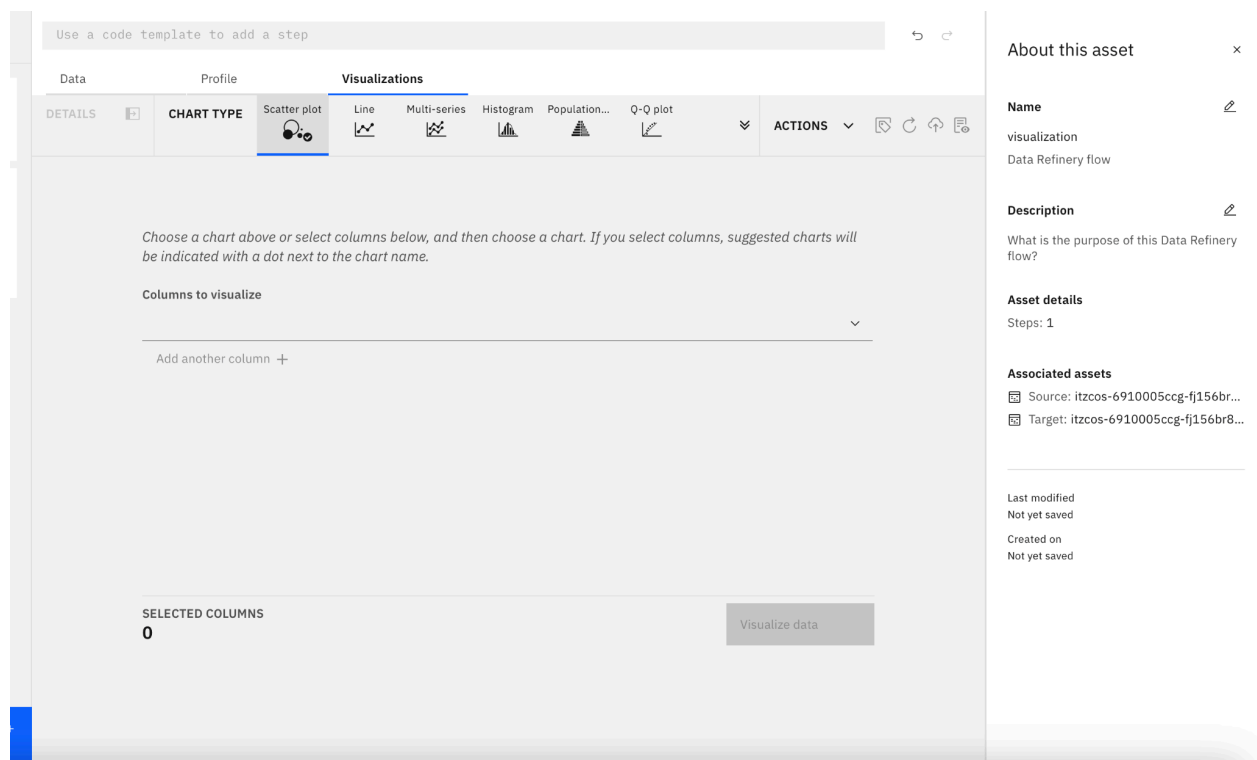 Use a code template to add a step
Data
Profile
Visualizations
DETAILS
CHART TYPE
Scatter plot
Line
Multi-series
Histogram
Population...
Q-Q plot
ACTIONS
Choose a chart above or select columns below, and then choose a chart. If you select columns, suggested charts will
be indicated with a dot next to the chart name.
Columns to visualize
Add another column
SELECTED COLUMNS
0
Visualize data
About this asset
Name
visualization
Data Refinery flow
Description
What is the purpose of this Data Refinery
flow?
Asset details
Steps: 1
Associated assets
Source: itzcos-6910005ccg-fj156br...
Target: itzcos-6910005ccg-fj156br8...
Last modified
Not yet saved
Created on
Not yet saved